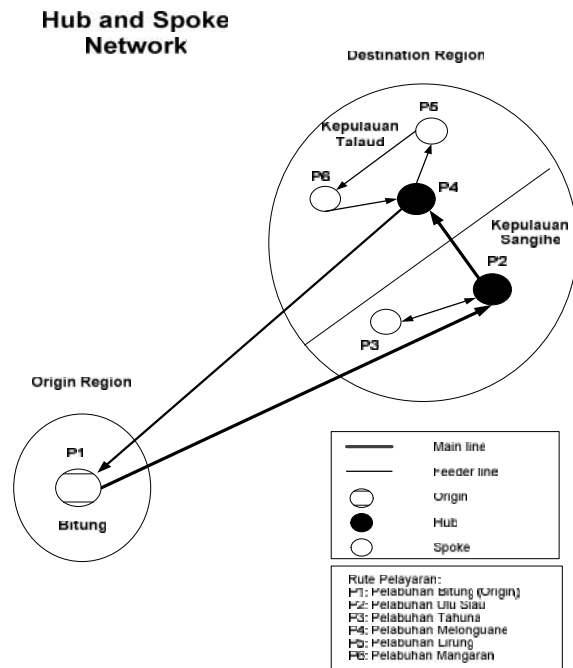 Hub and Spoke
Network
Destination Region
P5
Kepulauan
Talaud
P6
P4
Kepulauan
Sangihe
P2
P3
Origin Region
P1
Bitung
Main line
Feeder line
Origin
Hub
Spoke
Rute Pelayaran:
P1: Pelabuhan Bitung (Origin)
P2: Pelabuhan Ulu Siau
P3: Pelabuhan Tahuna
P4: Pelabuhan Melonguane
P5: Pelabuhan Lirung
P6: Pelabuhan Mangaran